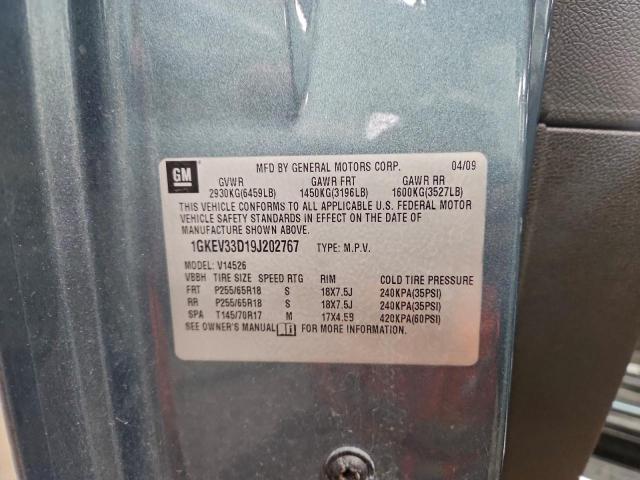 GM
MFD BY GENERAL MOTORS CORP. 04/09
GVWR GAWR FRT GAWR RR
2930KG(6459LB) 1450KG(3196LB) 1600KG(3527LB)
THIS VEHICLE CONFORMS TO ALL APPLICABLE U.S. FEDERAL MOTOR
VEHICLE SAFETY STANDARDS IN EFFECT ON THE DATE OF
MANUFACTURE SHOWN ABOVE.
1GKEV33D19J202767 TYPE: M.P.V.
MODEL: V14526
VBBH TIRE SIZE SPEED RTG RIM COLD TIRE PRESSURE
FRT P255/65R18 S 18X7.5J 240KPA(35PSI)
RR P255/65R18 S 18X7.5J 240KPA(35PSI)
SPA T145/70R17 M 17X4.5B 420KPA(60PSI)
SEE OWNER'S MANUAL FOR MORE INFORMATION.